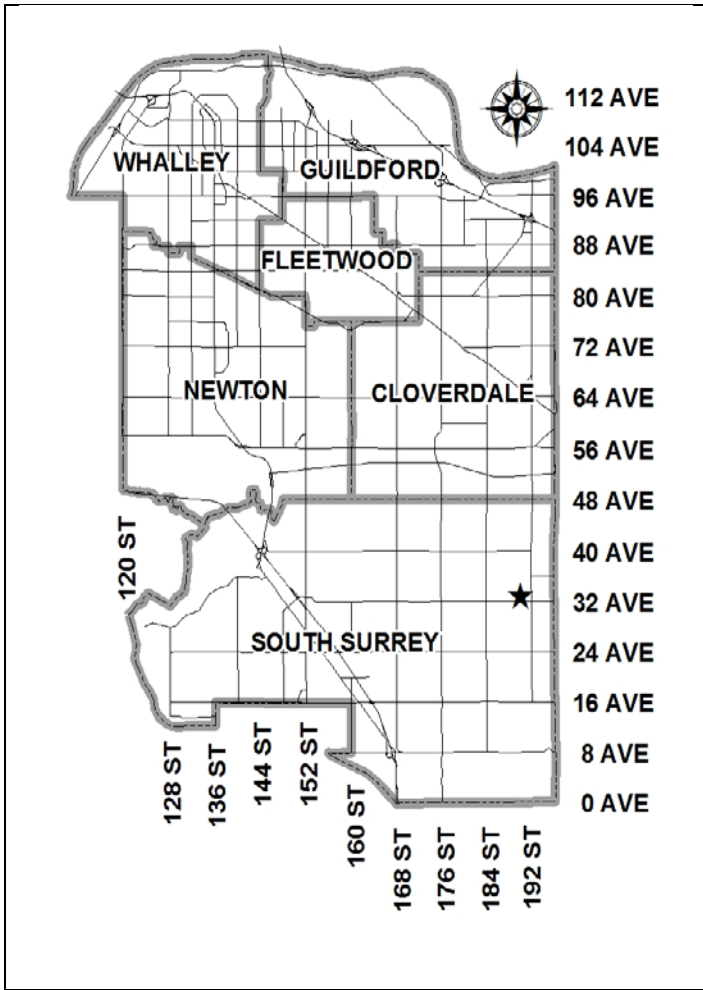 112 AVE
104 AVE
WHALLEY
GUILDFORD
96 AVE
88 AVE
FLEETWOOD
80 AVE
72 AVE
NEWTON
CLOVERDALE
64 AVE
56 AVE
48 AVE
120 ST
40 AVE
32 AVE
SOUTH SURREY
24 AVE
16 AVE
128 ST
136 ST
144 ST
152 ST
8 AVE
160 ST
0 AVE
168 ST
176 ST
184 ST
192 ST